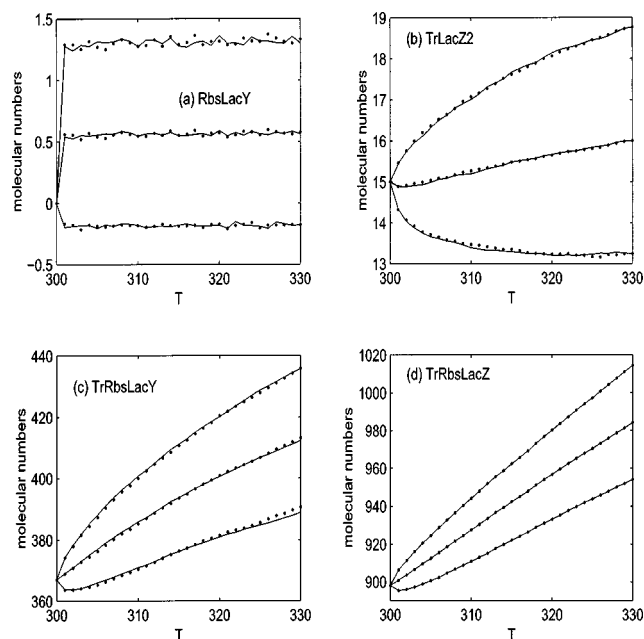 1.5
1
0.5
0
−0.5
molecular numbers
(a) RbsLacY
300 310 320 330
T
19
18
17
16
15
14
13
molecular numbers
(b) TrLacZ2
300 310 320 330
T
440
420
400
380
360
molecular numbers
(c) TrRbsLacY
300 310 320 330
T
1020
1000
980
960
940
920
900
molecular numbers
(d) TrRbsLacZ
300 310 320 330
T